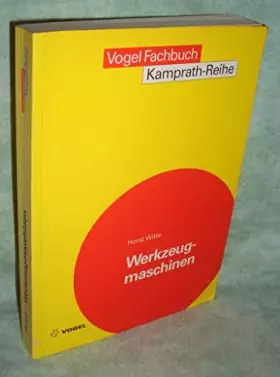 Vogel Fachbuch
Kamprath-Reihe
Horst Witte
Werkzeug-
maschinen
VOGEL